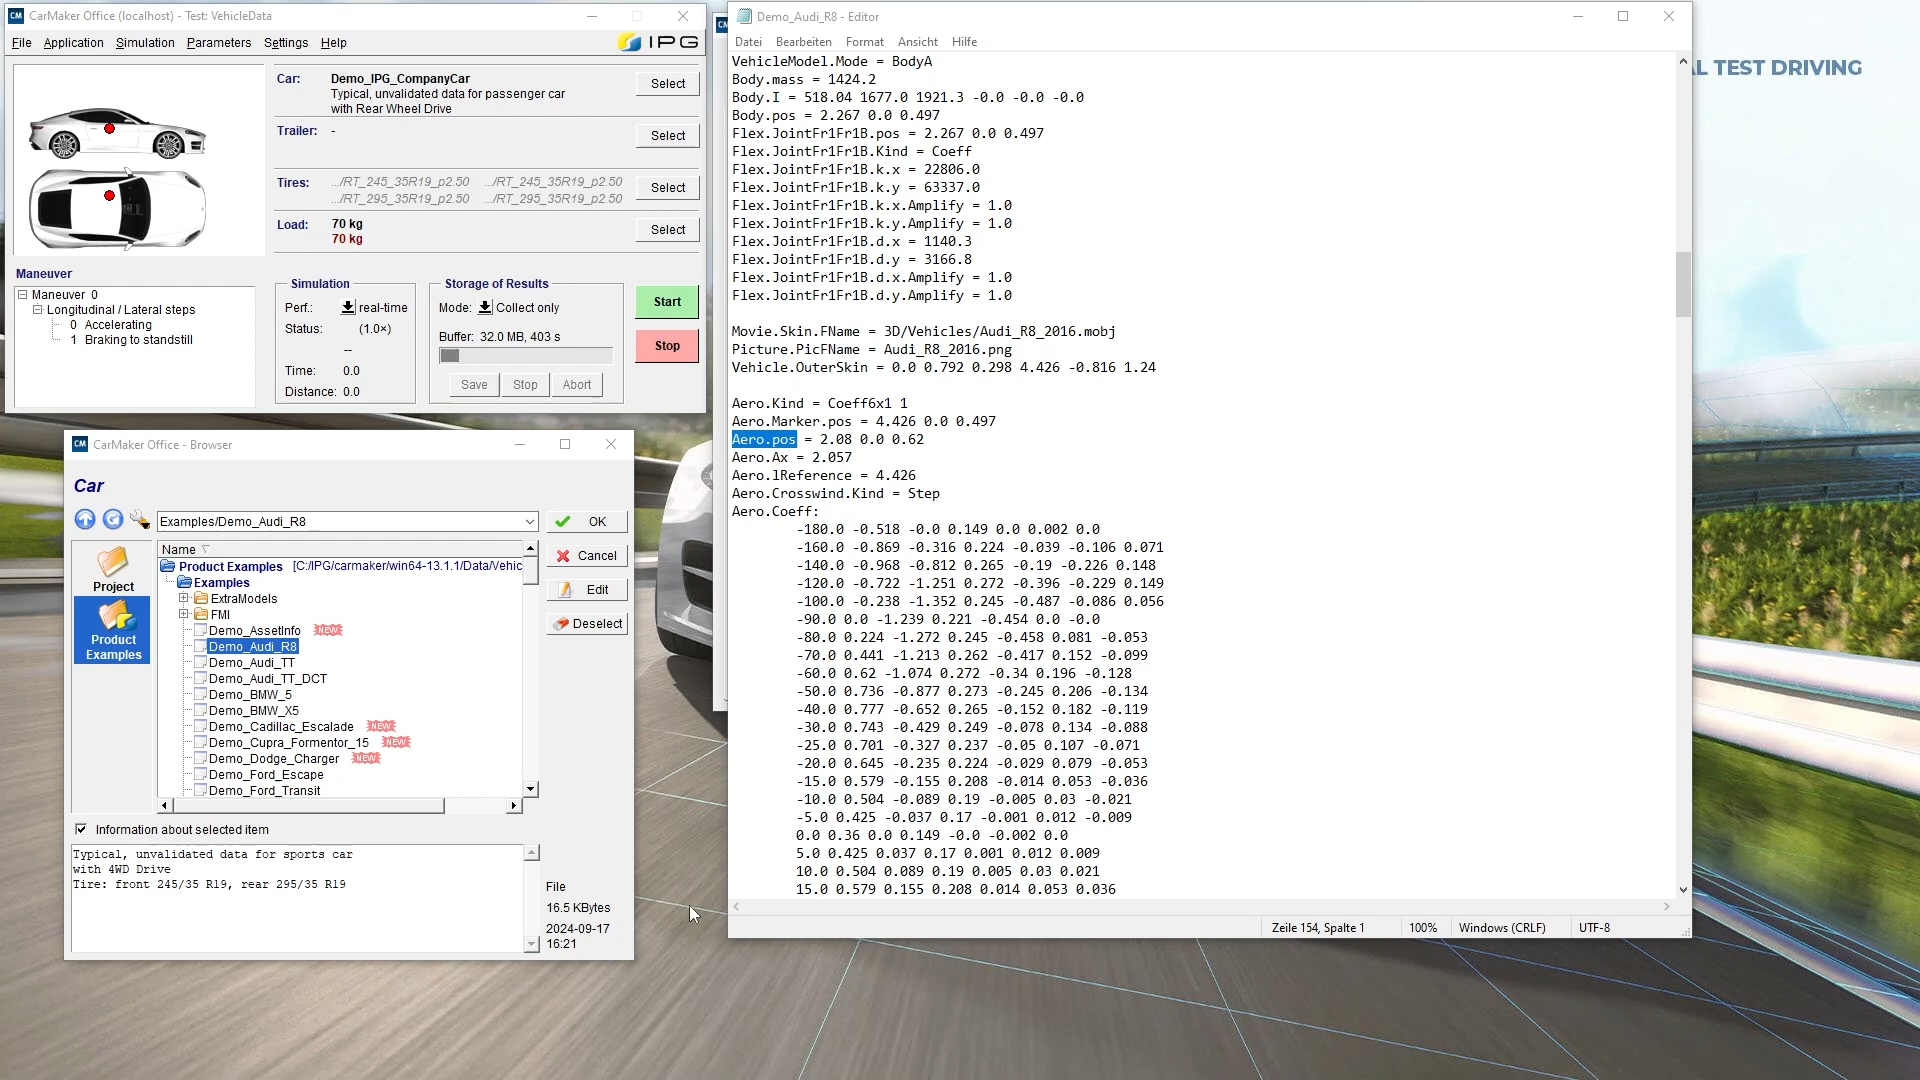 CarMaker Office (localhost) - Test: VehicleData
File Application Simulation Parameters Settings Help
IPG
Car: Demo_IPG_CompanyCar
Typical, unvalidated data for passenger car
with Rear Wheel Drive
Select
Trailer: -
Select
Tires: .../RT_245_35R19_p2.50 .../RT_245_35R19_p2.50
.../RT_295_35R19_p2.50 .../RT_295_35R19_p2.50
Select
Load: 70 kg
70 kg
Select
Maneuver
Maneuver 0
Longitudinal / Lateral steps
0 Accelerating
1 Braking to standstill
Simulation
Perf.: real-time
Status: (1.0×)
--
Time: 0.0
Distance: 0.0
Storage of Results
Mode: Collect only
Buffer: 32.0 MB, 403 s
Save Stop Abort
Start
Stop
CarMaker Office - Browser
Car
Examples/Demo_Audi_R8
OK
Cancel
Edit
Deselect
Project
Product
Examples
Name
Product Examples [C:/IPG/carmaker/win64-13.1.1/Data/Vehic
Examples
ExtraModels
FMI
Demo_AssetInfo NEW
Demo_Audi_R8
Demo_Audi_TT
Demo_Audi_TT_DCT
Demo_BMW_5
Demo_BMW_X5
Demo_Cadillac_Escalade NEW
Demo_Cupra_Formentor_15 NEW
Demo_Dodge_Charger NEW
Demo_Ford_Escape
Demo_Ford_Transit
Information about selected item
Typical, unvalidated data for sports car
with 4WD Drive
Tire: front 245/35 R19, rear 295/35 R19
File
16.5 KBytes
2024-09-17
16:21
Demo_Audi_R8 - Editor
Datei Bearbeiten Format Ansicht Hilfe
VehicleModel.Mode = BodyA
Body.mass = 1424.2
Body.I = 518.04 1677.0 1921.3 -0.0 -0.0 -0.0
Body.pos = 2.267 0.0 0.497
Flex.JointFr1Fr1B.pos = 2.267 0.0 0.497
Flex.JointFr1Fr1B.Kind = Coeff
Flex.JointFr1Fr1B.k.x = 22806.0
Flex.JointFr1Fr1B.k.y = 63337.0
Flex.JointFr1Fr1B.k.x.Amplify = 1.0
Flex.JointFr1Fr1B.k.y.Amplify = 1.0
Flex.JointFr1Fr1B.d.x = 1140.3
Flex.JointFr1Fr1B.d.y = 3166.8
Flex.JointFr1Fr1B.d.x.Amplify = 1.0
Flex.JointFr1Fr1B.d.y.Amplify = 1.0
Movie.Skin.FName = 3D/Vehicles/Audi_R8_2016.mobj
Picture.PicFName = Audi_R8_2016.png
Vehicle.OuterSkin = 0.0 0.792 0.298 4.426 -0.816 1.24
Aero.Kind = Coeff6x1 1
Aero.Marker.pos = 4.426 0.0 0.497
Aero.pos = 2.08 0.0 0.62
Aero.Ax = 2.057
Aero.lReference = 4.426
Aero.Crosswind.Kind = Step
Aero.Coeff:
-180.0 -0.518 -0.0 0.149 0.0 0.002 0.0
-160.0 -0.869 -0.316 0.224 -0.039 -0.106 0.071
-140.0 -0.968 -0.812 0.265 -0.19 -0.226 0.148
-120.0 -0.722 -1.251 0.272 -0.396 -0.229 0.149
-100.0 -0.238 -1.352 0.245 -0.487 -0.086 0.056
-90.0 0.0 -1.239 0.221 -0.454 0.0 -0.0
-80.0 0.224 -1.272 0.245 -0.458 0.081 -0.053
-70.0 0.441 -1.213 0.262 -0.417 0.152 -0.099
-60.0 0.62 -1.074 0.272 -0.34 0.196 -0.128
-50.0 0.736 -0.877 0.273 -0.245 0.206 -0.134
-40.0 0.777 -0.652 0.265 -0.152 0.182 -0.119
-30.0 0.743 -0.429 0.249 -0.078 0.134 -0.088
-25.0 0.701 -0.327 0.237 -0.05 0.107 -0.071
-20.0 0.645 -0.235 0.224 -0.029 0.079 -0.053
-15.0 0.579 -0.155 0.208 -0.014 0.053 -0.036
-10.0 0.504 -0.089 0.19 -0.005 0.03 -0.021
-5.0 0.425 -0.037 0.17 -0.001 0.012 -0.009
0.0 0.36 0.0 0.149 -0.0 -0.002 0.0
5.0 0.425 0.037 0.17 0.001 0.012 0.009
10.0 0.504 0.089 0.19 0.005 0.03 0.021
15.0 0.579 0.155 0.208 0.014 0.053 0.036
Zeile 154, Spalte 1 100% Windows (CRLF) UTF-8
L TEST DRIVING